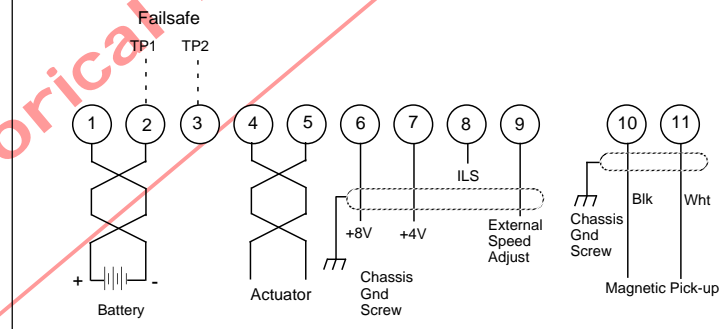 Failsafe
TP1 TP2
1 2 3 4 5 6 7 8 9 10 11
ILS
Blk Wht
+8V +4V
External
Speed
Adjust
Chassis
Gnd
Screw
+ -
Battery
Actuator
Chassis
Gnd
Screw
Magnetic Pick-up
orical